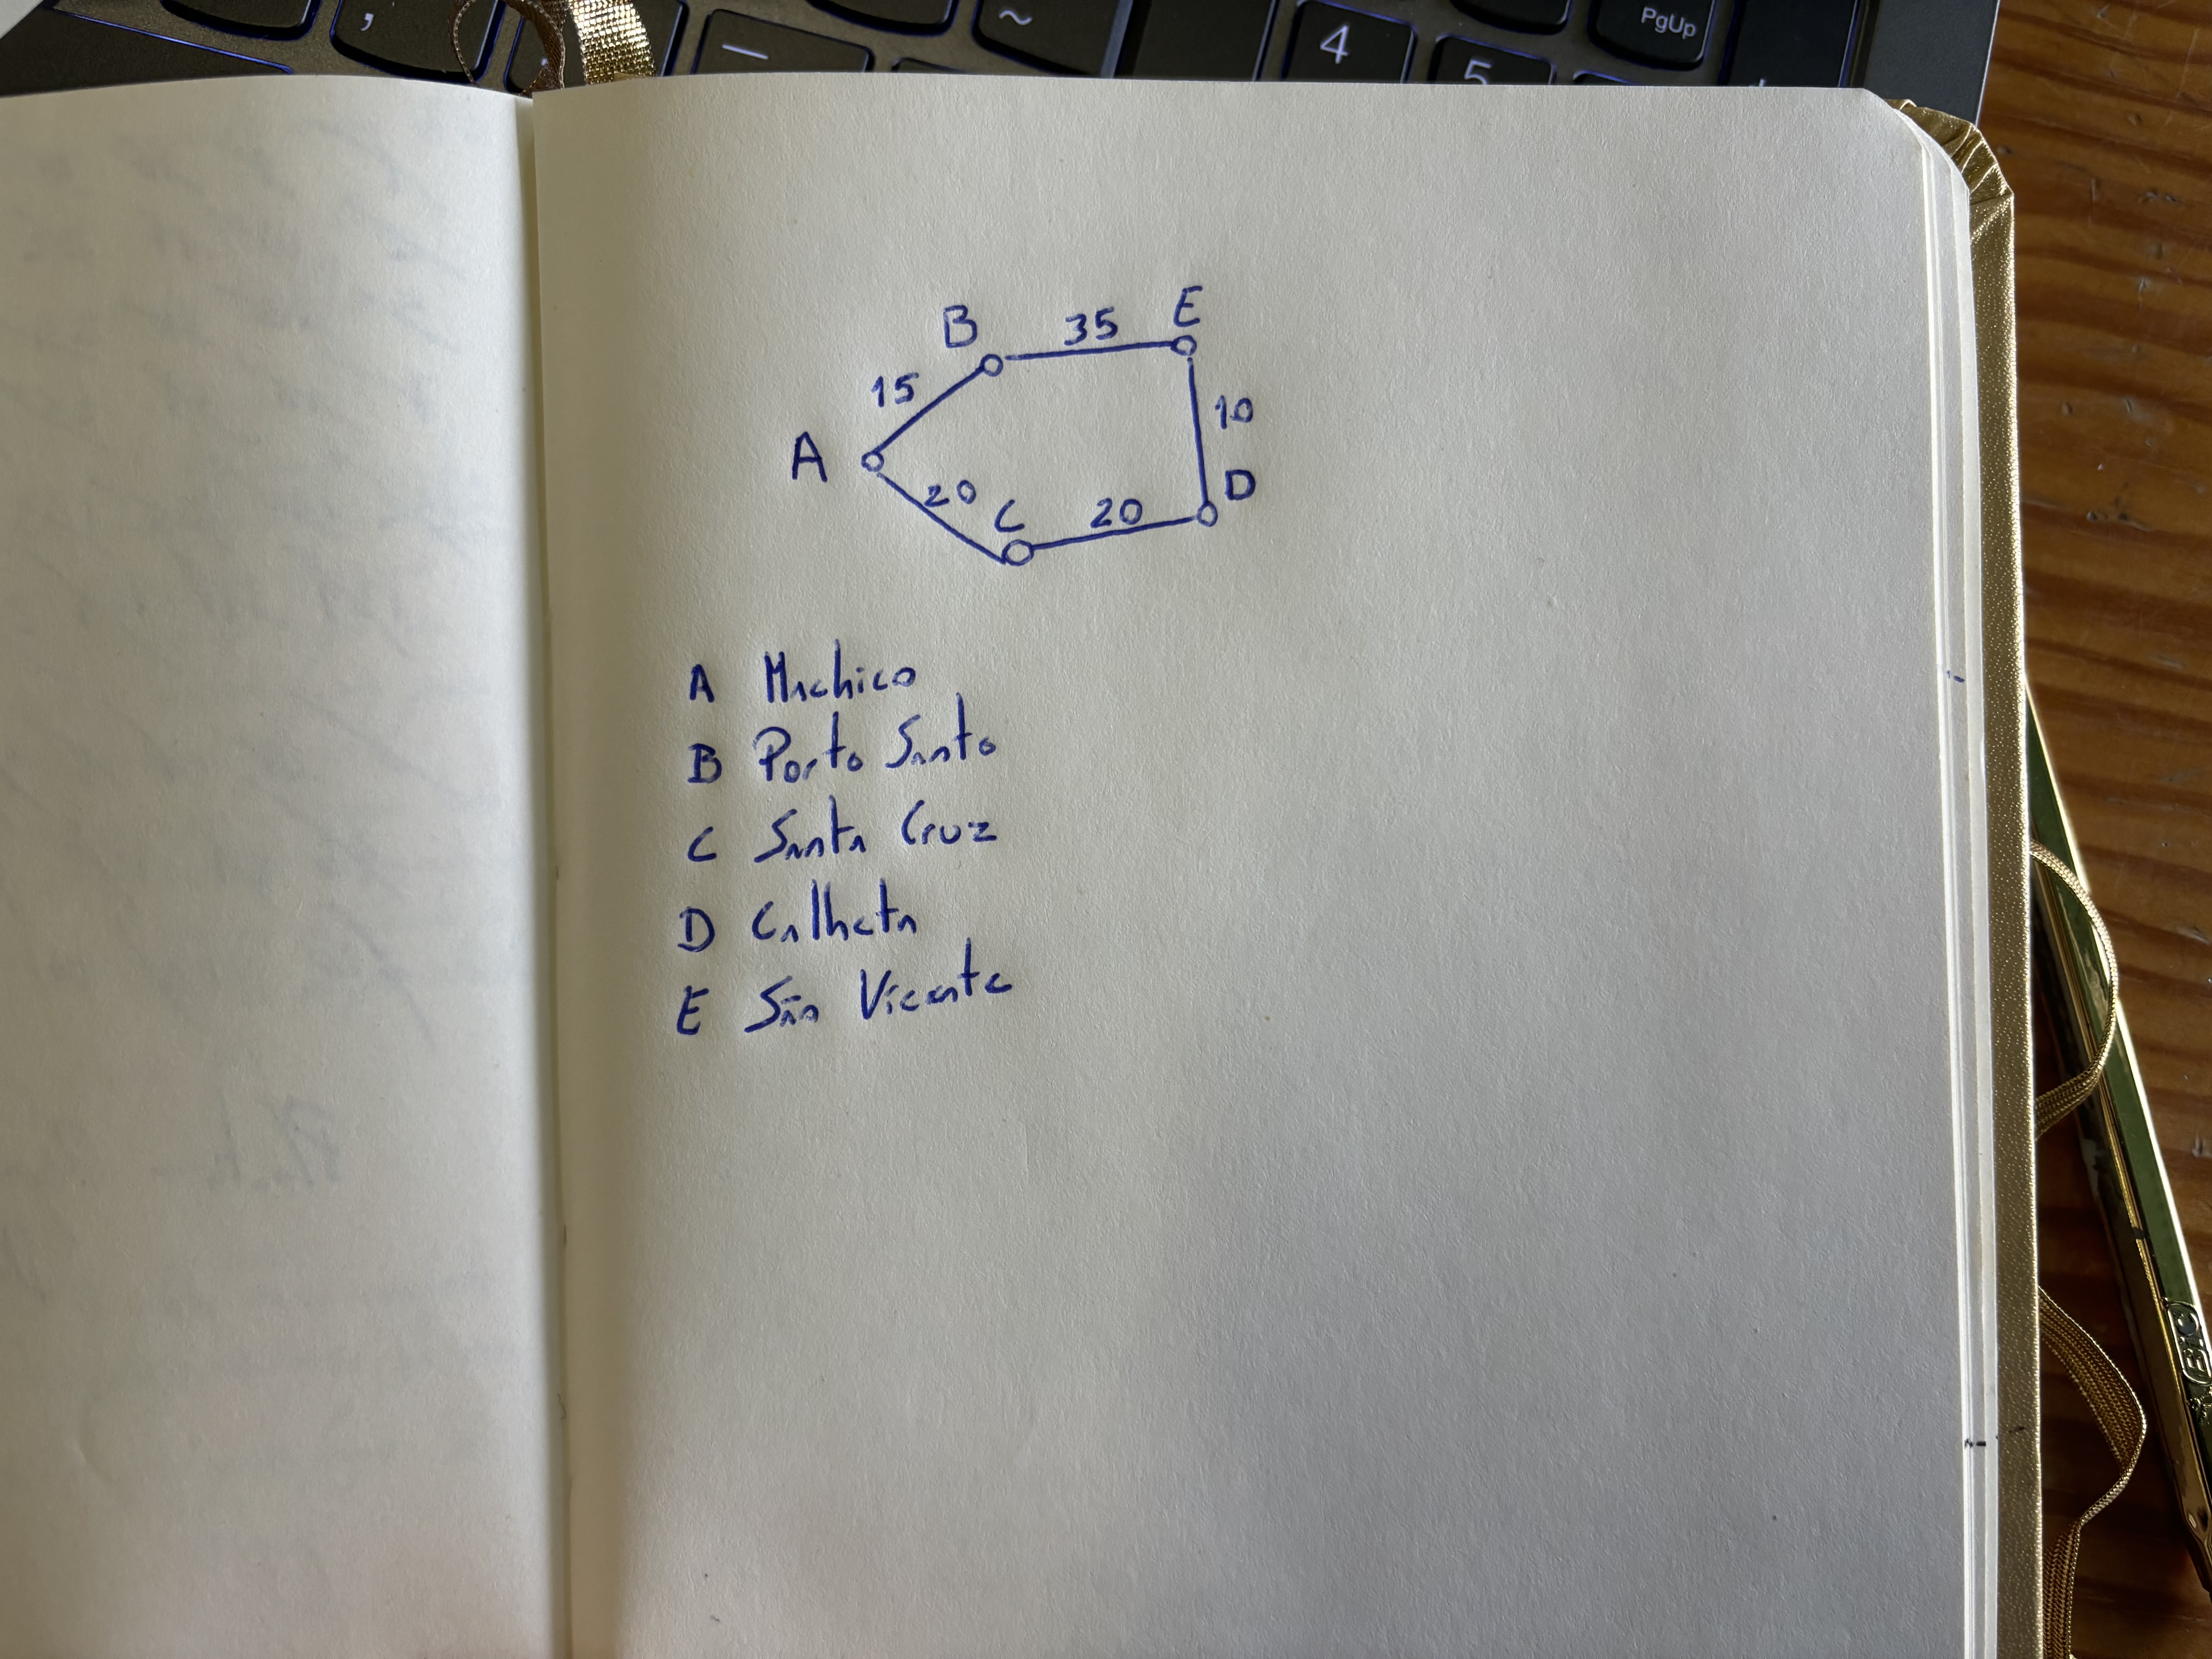 PgUp
4
5
B 35 E
15
10
A
20 C 20 D
A Machico
B Porto Santo
C Santa Cruz
D Calheta
E São Vicente
BIC